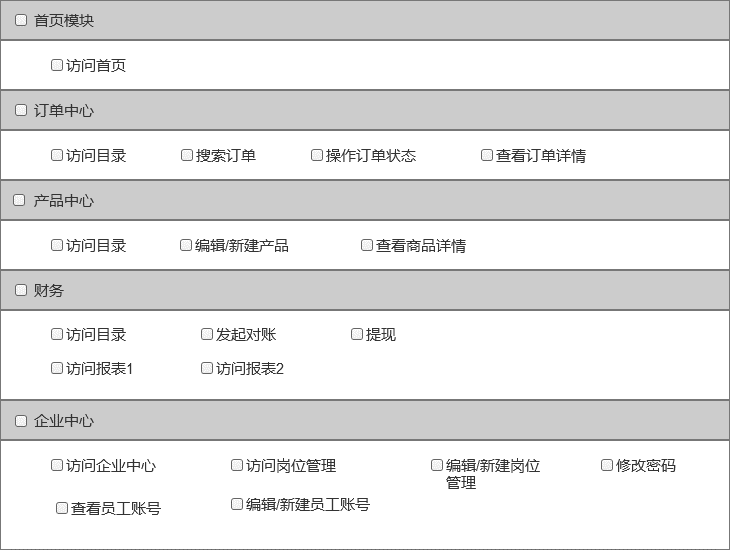 首页模块
访问首页
订单中心
访问目录 搜索订单 操作订单状态 查看订单详情
产品中心
访问目录 编辑/新建产品 查看商品详情
财务
访问目录 发起对账 提现
访问报表1 访问报表2
企业中心
访问企业中心 访问岗位管理 编辑/新建岗位 修改密码
管理
查看员工账号 编辑/新建员工账号